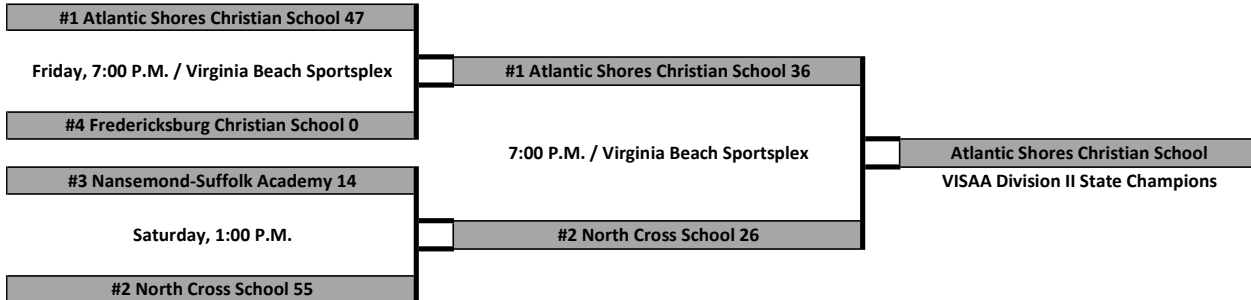 #1 Atlantic Shores Christian School 47
Friday, 7:00 P.M. / Virginia Beach Sportsplex
#4 Fredericksburg Christian School 0
#3 Nansemond-Suffolk Academy 14
Saturday, 1:00 P.M.
#2 North Cross School 55
#1 Atlantic Shores Christian School 36
7:00 P.M. / Virginia Beach Sportsplex
#2 North Cross School 26
Atlantic Shores Christian School
VISAA Division II State Champions